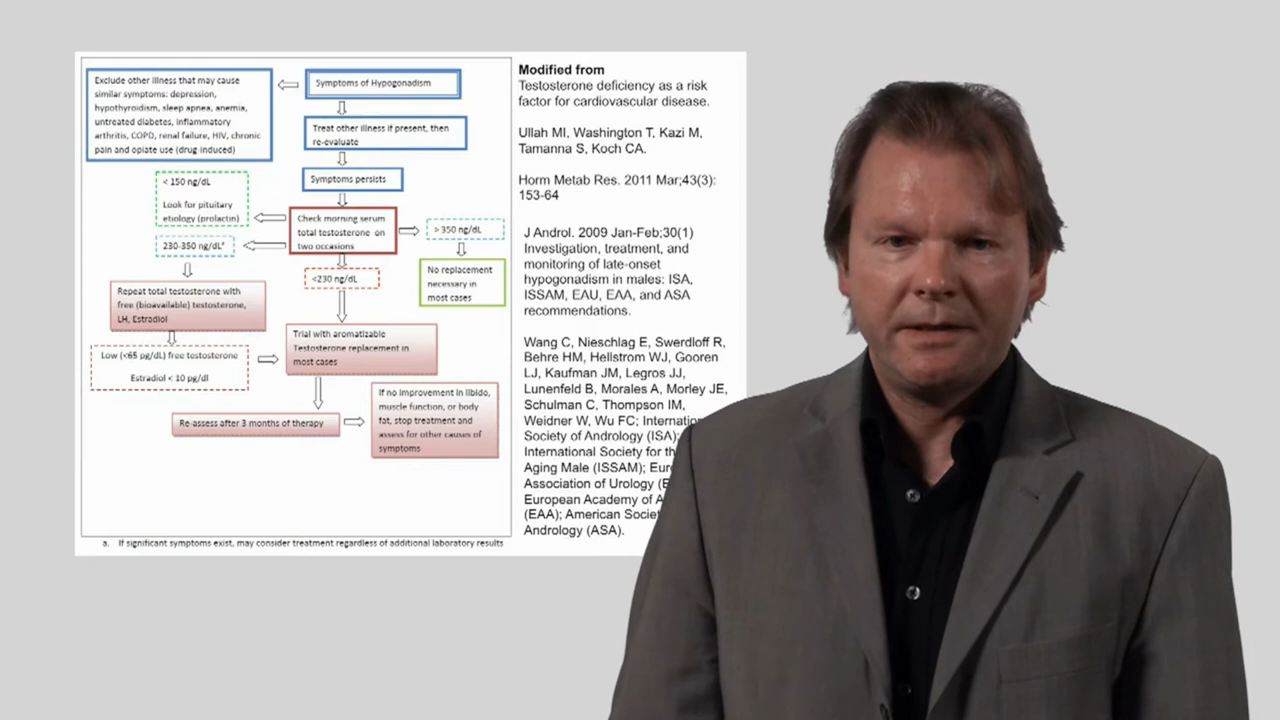 Exclude other illness that may cause
similar symptoms: depression,
hypothyroidism, sleep apnea, anemia,
untreated diabetes, inflammatory
arthritis, COPD, renal failure, HIV, chronic
pain and opiate use (drug induced)
Symptoms of Hypogonadism
Treat other illness if present, then
re-evaluate
Symptoms persists
< 150 ng/dL
Look for pituitary
etiology (prolactin)
Check morning serum
total testosterone on
two occasions
> 350 ng/dL
230-350 ng/dLª
No replacement
necessary in
most cases
<230 ng/dL
Repeat total testosterone with
free (bioavailable) testosterone,
LH, Estradiol
Trial with aromatizable
Testosterone replacement in
most cases
Low (<65 pg/dL) free testosterone
Estradiol < 10 pg/dl
Re-assess after 3 months of therapy
If no improvement in libido,
muscle function, or body
fat, stop treatment and
assess for other causes of
symptoms
a. If significant symptoms exist, may consider treatment regardless of additional laboratory results
Modified from
Testosterone deficiency as a risk
factor for cardiovascular disease.
Ullah MI, Washington T, Kazi M,
Tamanna S, Koch CA.
Horm Metab Res. 2011 Mar;43(3):
153-64
J Androl. 2009 Jan-Feb;30(1)
Investigation, treatment, and
monitoring of late-onset
hypogonadism in males: ISA,
ISSAM, EAU, EAA, and ASA
recommendations.
Wang C, Nieschlag E, Swerdloff R,
Behre HM, Hellstrom WJ, Gooren
LJ, Kaufman JM, Legros JJ,
Lunenfeld B, Morales A, Morley JE,
Schulman C, Thompson IM,
Weidner W, Wu FC;
Society of Andrology (ISA);
International Society for
Aging Male (ISSAM);
Association of Urology
European Academy of
(EAA); American
Andrology (ASA).